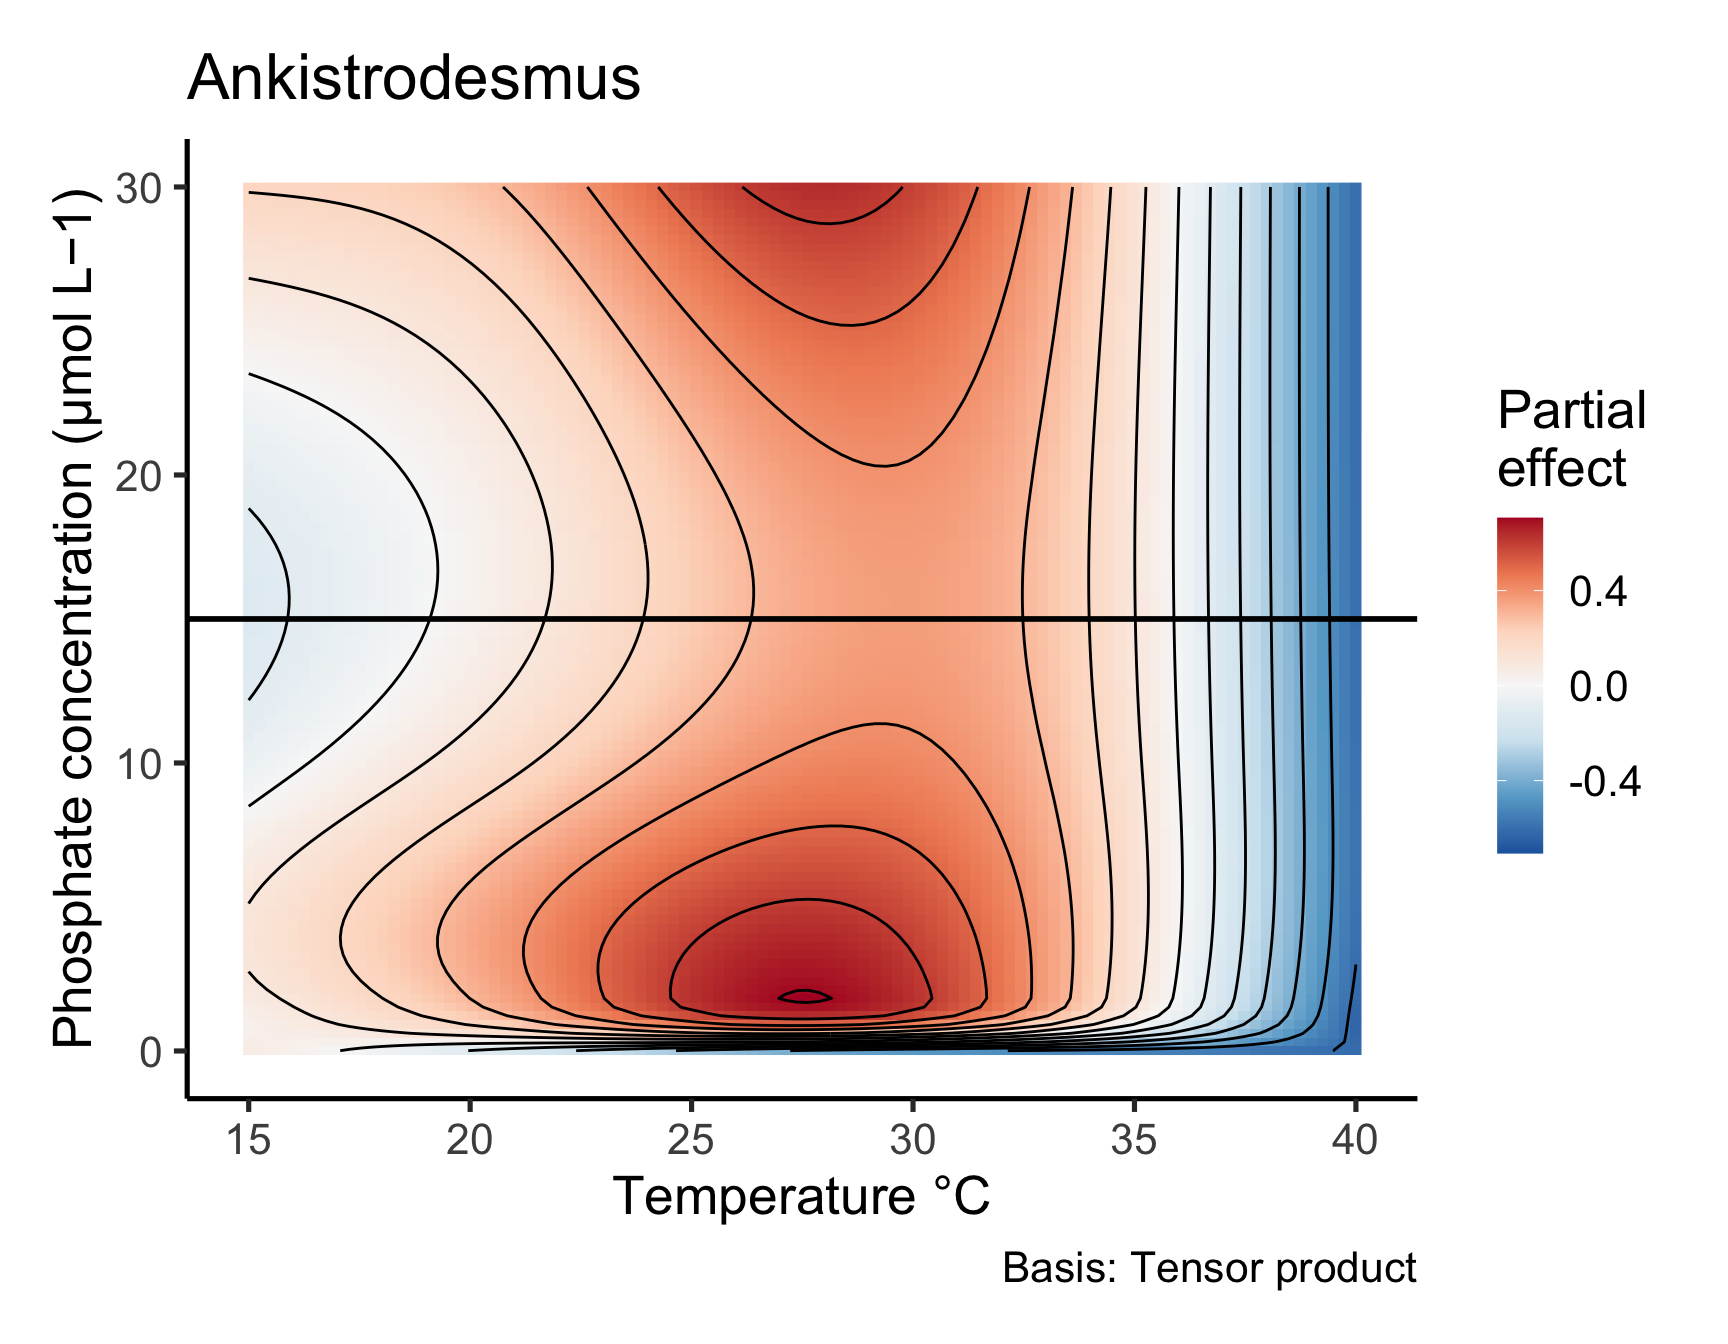 Ankistrodesmus
Phosphate concentration (μmol L−1)
30
20
10
0
15 20 25 30 35 40
Temperature °C
Partial
effect
0.4
0.0
-0.4
Basis: Tensor product